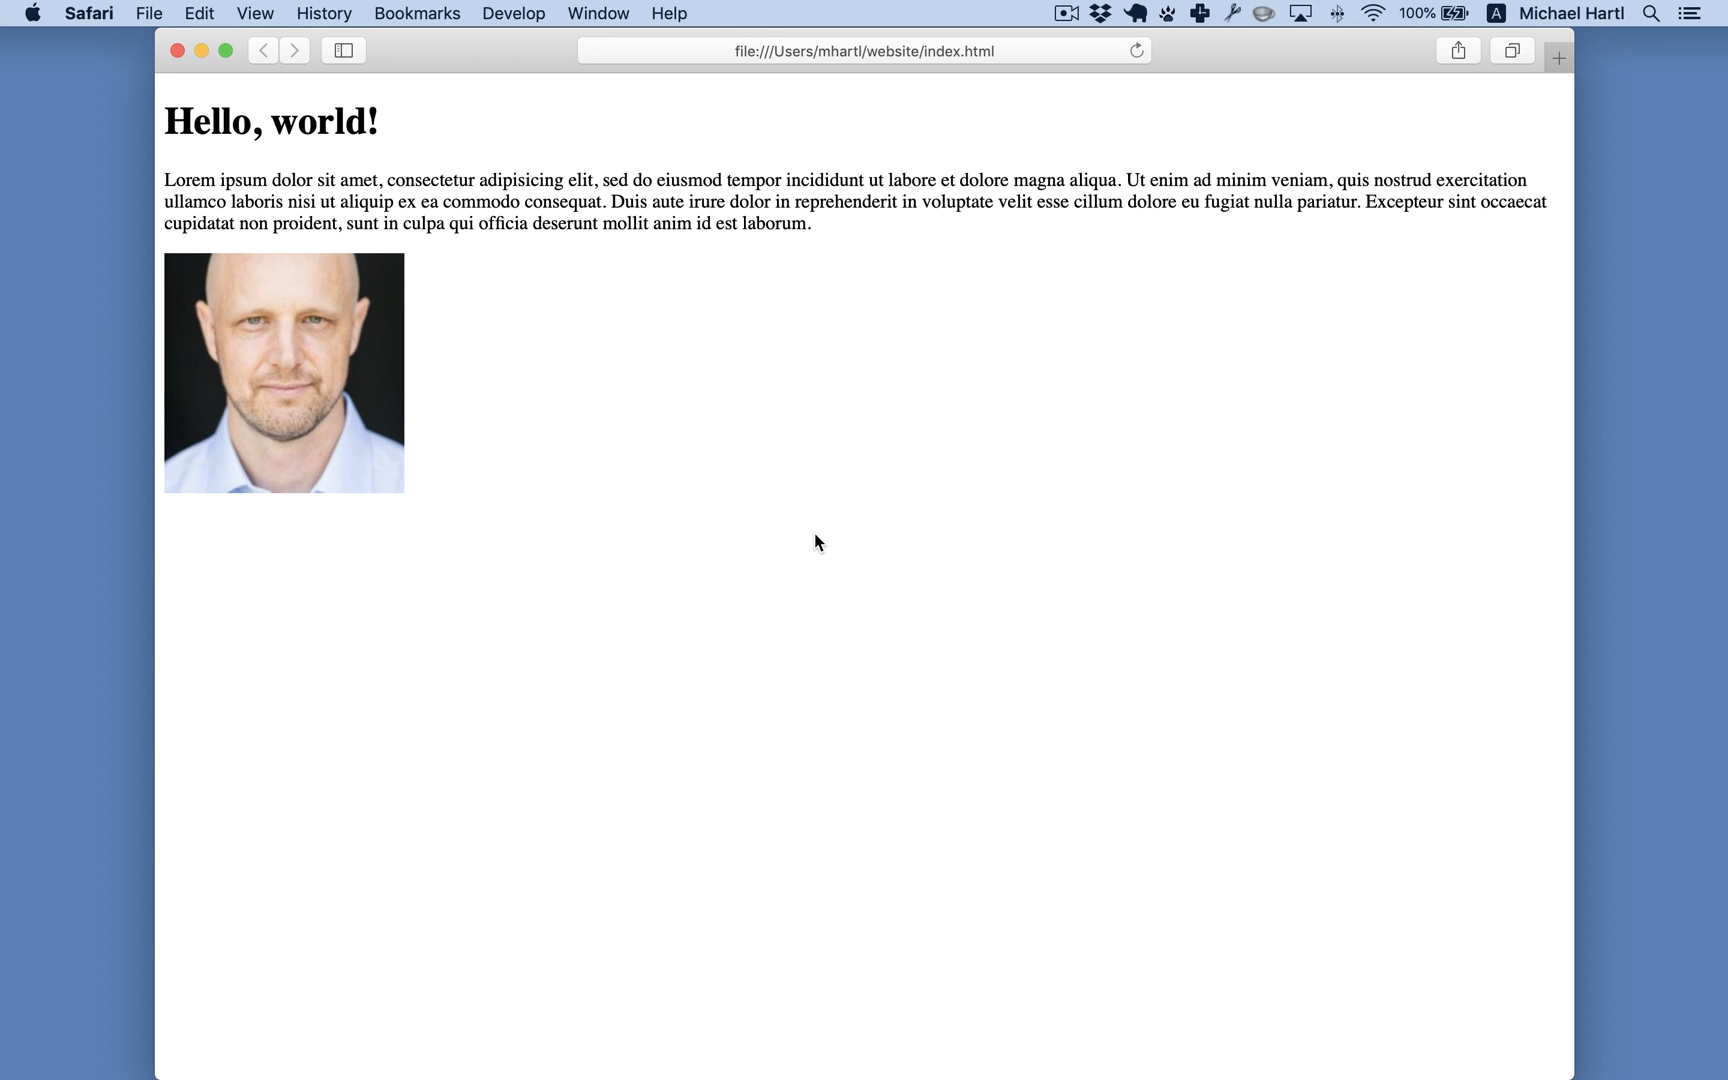 Safari File Edit View History Bookmarks Develop Window Help 100% A Michael Hartl
file:///Users/mhartl/website/index.html
Hello, world!
Lorem ipsum dolor sit amet, consectetur adipisicing elit, sed do eiusmod tempor incididunt ut labore et dolore magna aliqua. Ut enim ad minim veniam, quis nostrud exercitation
ullamco laboris nisi ut aliquip ex ea commodo consequat. Duis aute irure dolor in reprehenderit in voluptate velit esse cillum dolore eu fugiat nulla pariatur. Excepteur sint occaecat
cupidatat non proident, sunt in culpa qui officia deserunt mollit anim id est laborum.